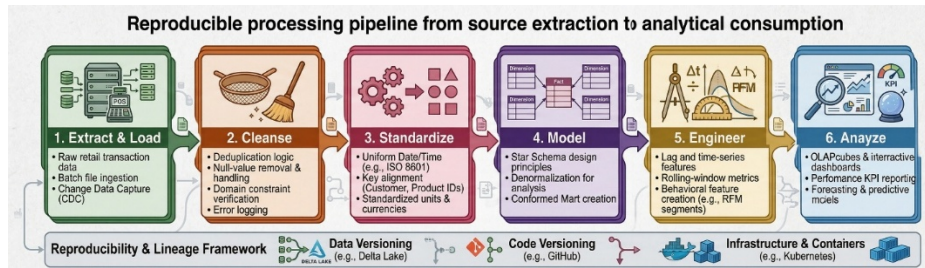 Reproducible processing pipeline from source extraction to analytical consumption
POS
1. Extract & Load
• Raw retail transaction
data
• Batch file ingestion
• Change Data Capture
(CDC)
2. Cleanse
• Deduplication logic
• Null-value removal &
handling
• Domain constraint
verification
• Error logging
3. Standardize
• Uniform Date/Time
(e.g., ISO 8601)
• Key alignment
(Customer, Product IDs)
• Standardized units &
currencies
Dimension
Dimension
Fact
Dimension
Dimension
4. Model
• Star Schema design
principles
• Denormalization for
analysis
• Conformed Mart creation
Δt
RFM
5. Engineer
• Lag and time-series
features
• Rolling-window metrics
• Behavioral feature
creation (e.g., RFM
segments)
KPI
6. Anayze
• OLAPcubes & interractive
dashboards
• Perfomance KPI reporting
• Forecasting & predictive
models
Reproducibility & Lineage Framework
DELTA LAKE
Data Versioning
(e.g., Delta Lake)
Code Versioning
(e.g., GitHub)
Infrastructure & Containers
(e.g., Kubernetes)